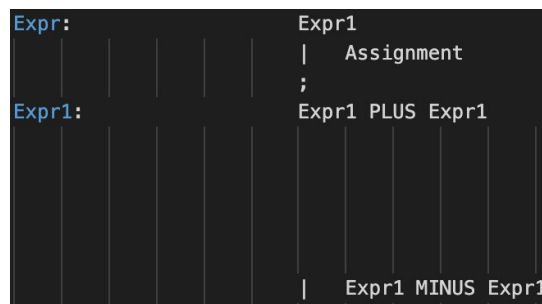 Expr: Expr1
| Assignment
;
Expr1: Expr1 PLUS Expr1
| Expr1 MINUS Expr1